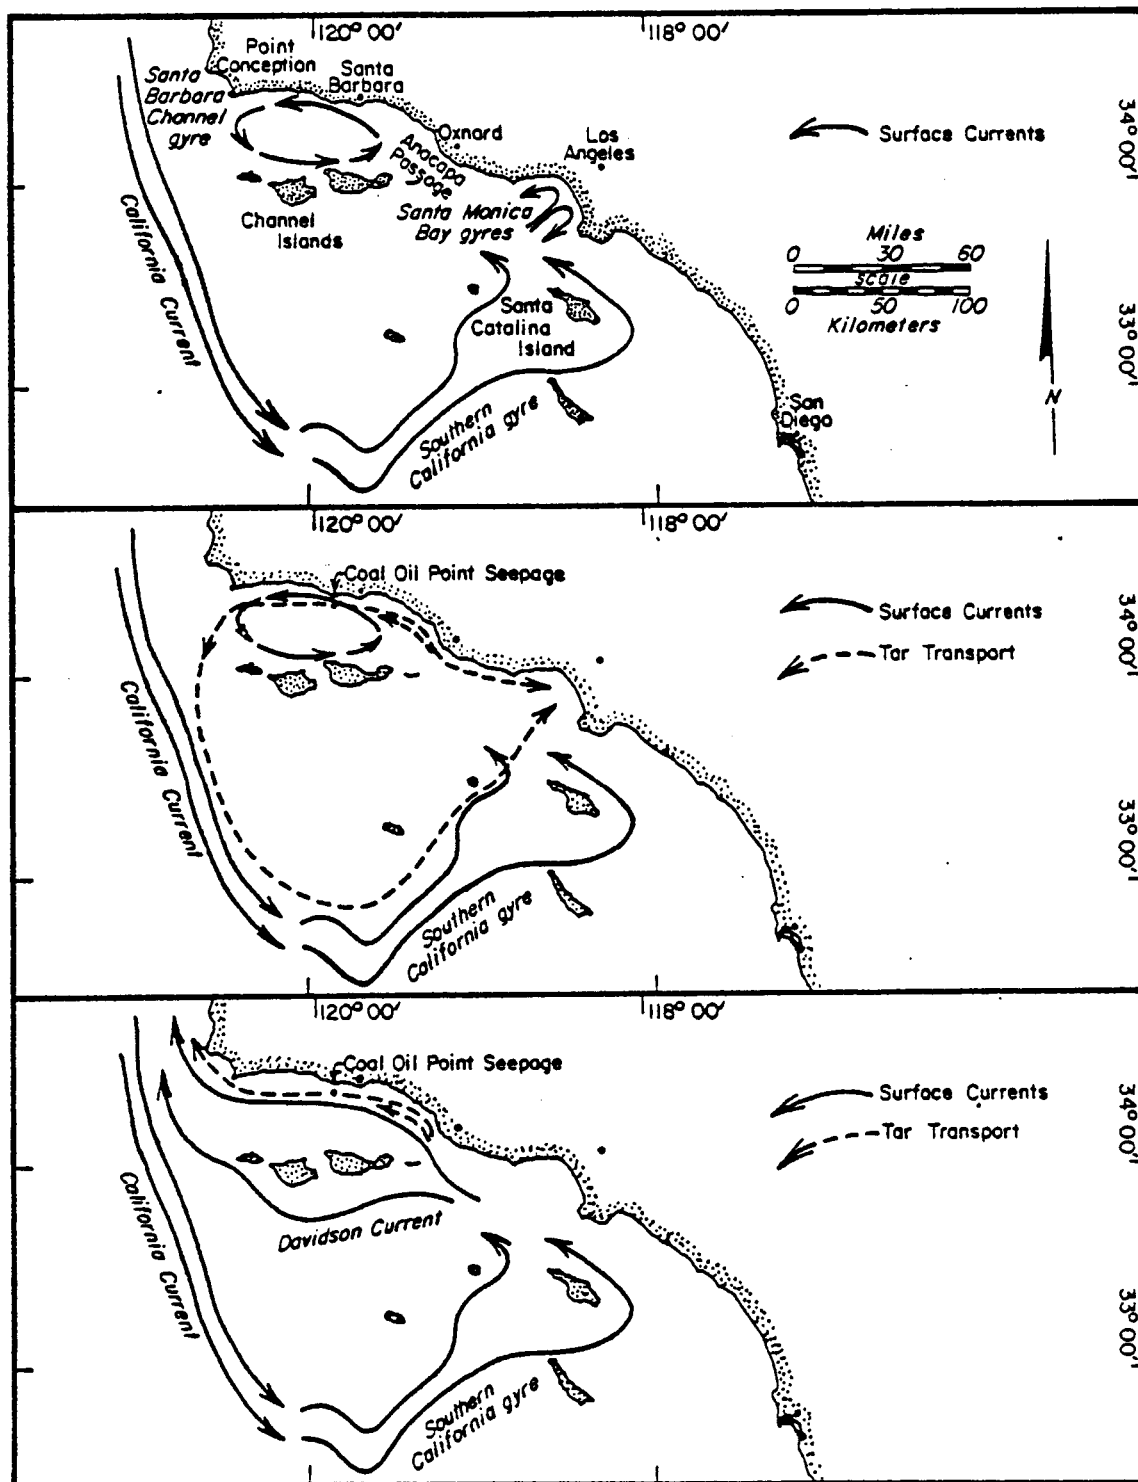 120° 00'
118° 00'
Point
Conception
Santa
Barbara
Santa
Barbara
Channel
gyre
Oxnard
Los
Angeles
Anacapa
Passage
Channel
Islands
Santa Monica
Bay gyres
California Current
Santa
Catalina
Island
Southern
California gyre
San
Diego
Surface Currents
Miles
0 30 60
scale
0 50 100
Kilometers
N
34° 00'
33° 00'
120° 00'
118° 00'
Coal Oil Point Seepage
Surface Currents
Tar Transport
California Current
Southern
California gyre
34° 00'
33° 00'
120° 00'
118° 00'
Coal Oil Point Seepage
Surface Currents
Tar Transport
California Current
Davidson Current
Southern
California gyre
34° 00'
33° 00'